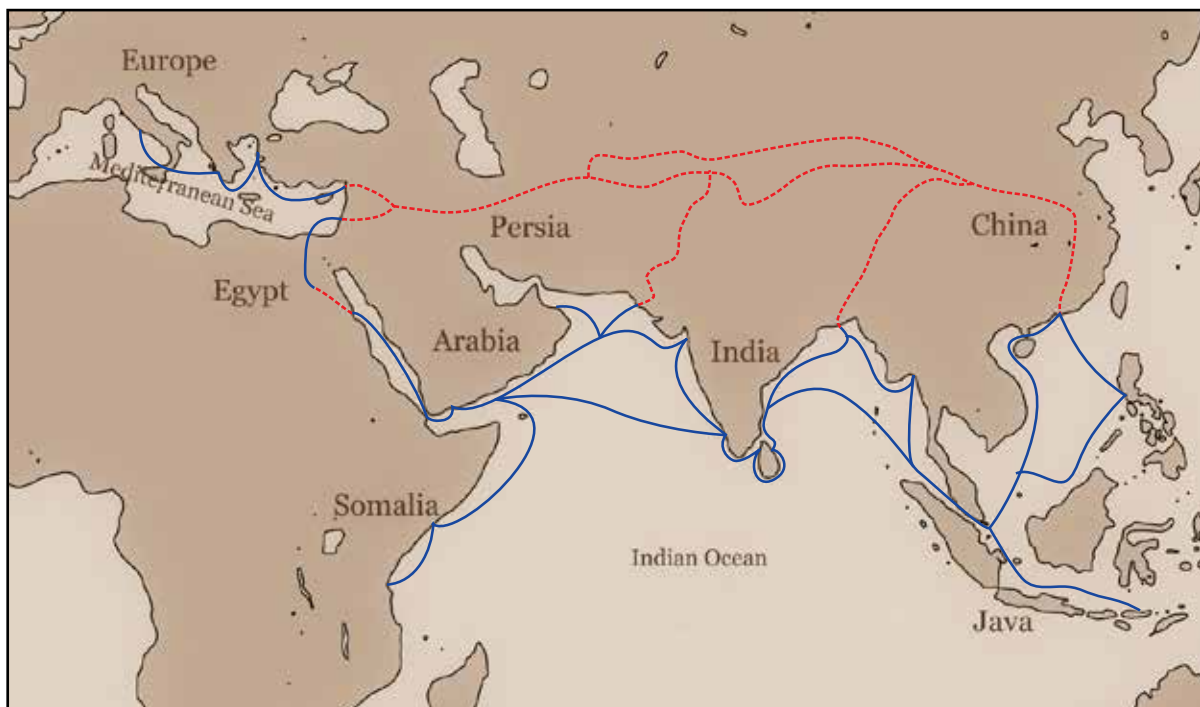 Europe
Mediterranean Sea
Persia
China
Egypt
Arabia
India
Somalia
Indian Ocean
Java